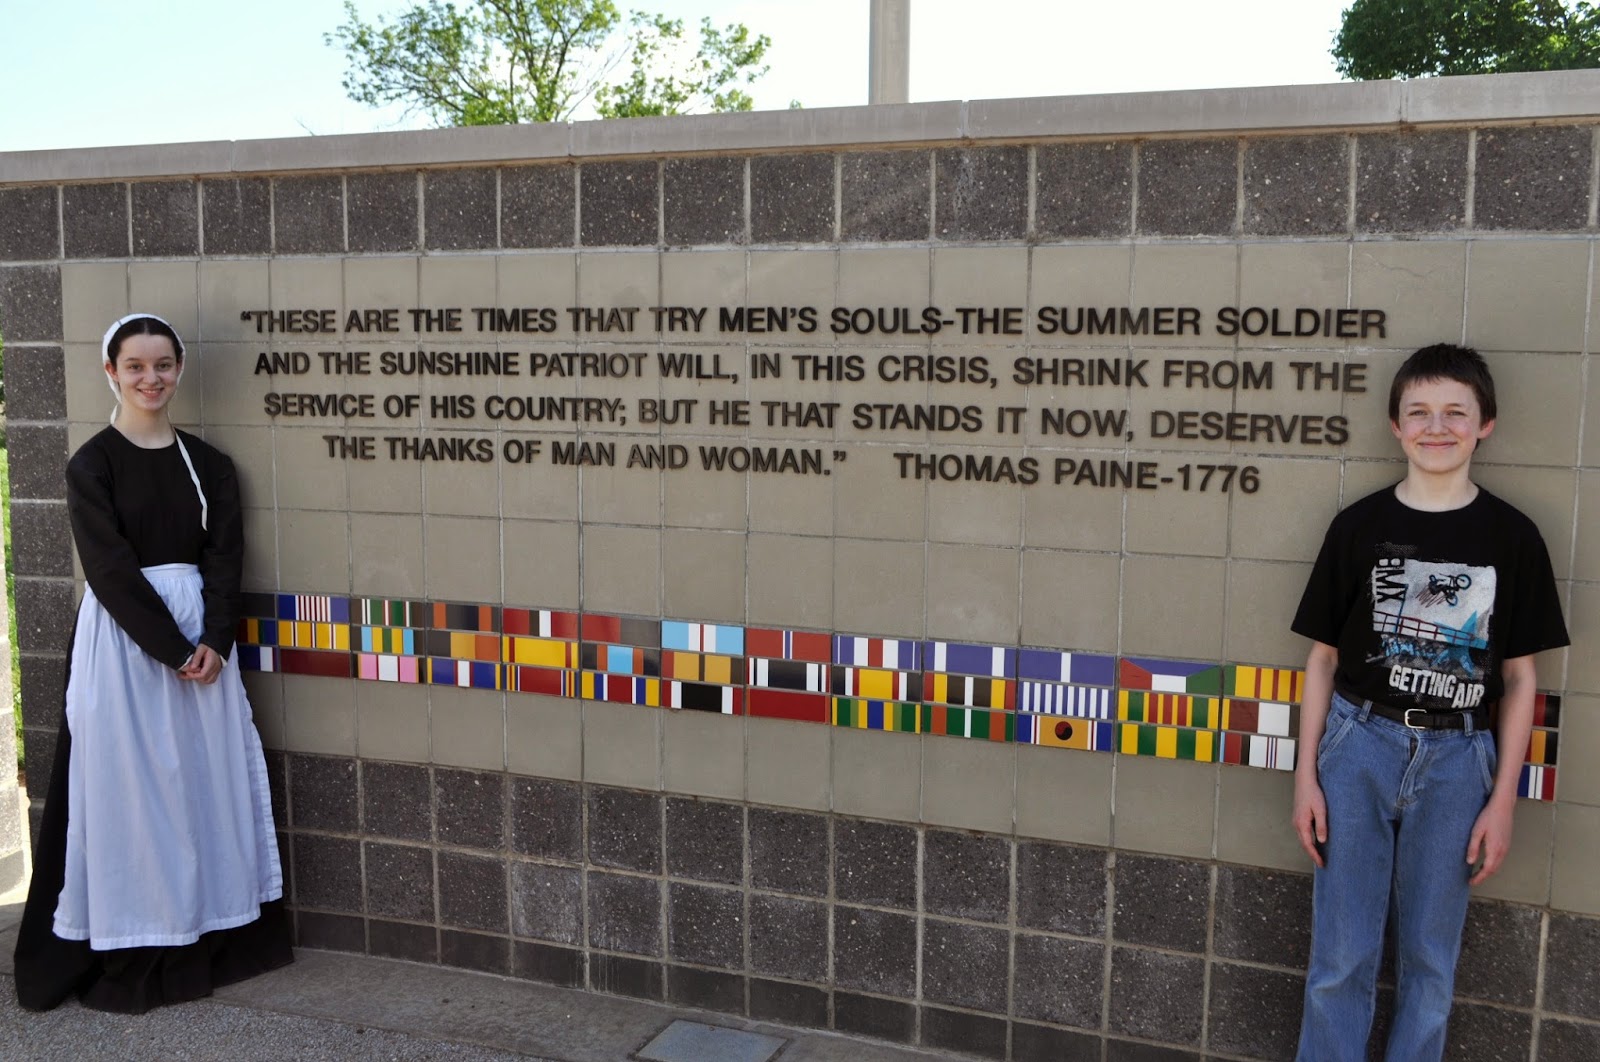 “THESE ARE THE TIMES THAT TRY MEN’S SOULS-THE SUMMER SOLDIER
AND THE SUNSHINE PATRIOT WILL, IN THIS CRISIS, SHRINK FROM THE
SERVICE OF HIS COUNTRY; BUT HE THAT STANDS IT NOW, DESERVES
THE THANKS OF MAN AND WOMAN.” THOMAS PAINE-1776
BMX
GETTING AIR